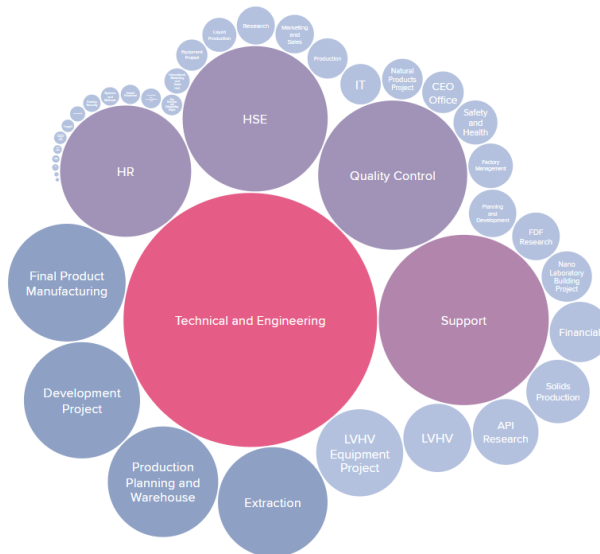 Liquid
Production
Research
Marketing
and
Sales
Equipment
Project
Production
IT
Natural
Products
Project
CEO
Office
Safety
and
Health
HSE
Quality Control
Factory
Management
HR
Planning
and
Development
FDF
Research
Nano
Laboratory
Building
Project
Final Product
Manufacturing
Technical and Engineering
Support
Financial
Development
Project
Solids
Production
LVHV
Equipment
Project
LVHV
API
Research
Production
Planning and
Warehouse
Extraction